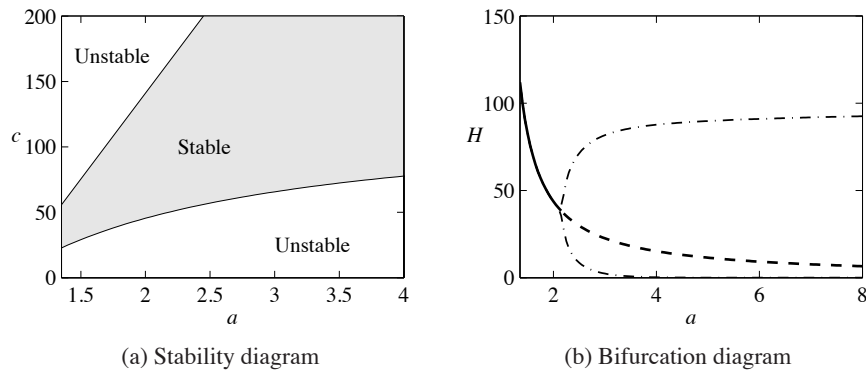 200
Unstable
150
c
100
Stable
50
Unstable
0
1.5 2 2.5 3 3.5 4
a
(a) Stability diagram
150
100
H
50
0
2 4 6 8
a
(b) Bifurcation diagram